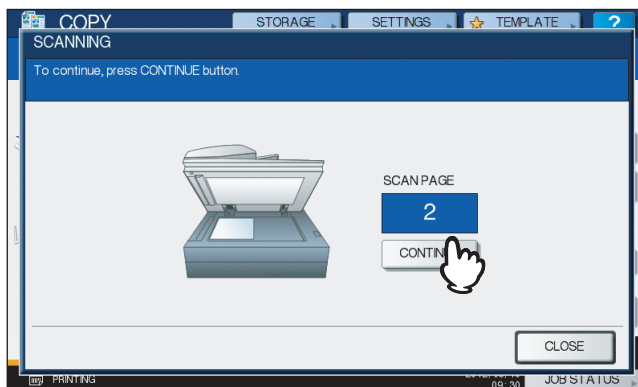 COPY STORAGE SETTINGS TEMPLATE ?
SCANNING
To continue, press CONTINUE button.
SCAN PAGE
2
CONTIN
CLOSE
PRINTING
09:30 JOB STATUS